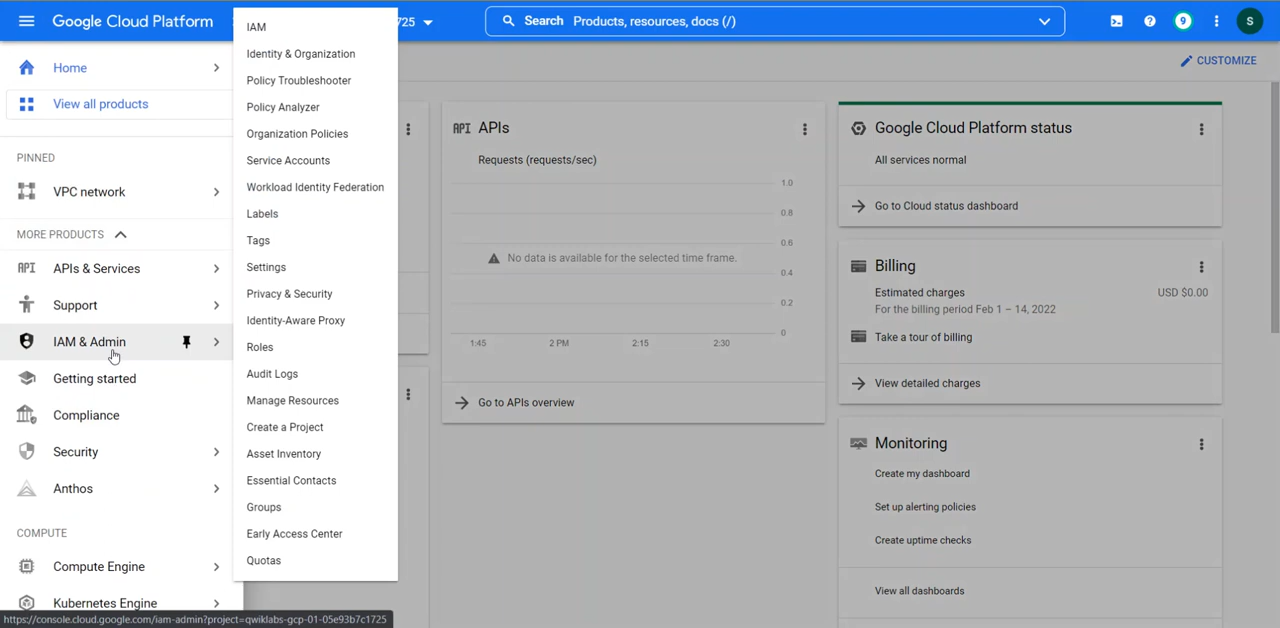 Google Cloud Platform
725
Search Products, resources, docs (/)
9
S
Home
View all products
PINNED
VPC network
MORE PRODUCTS
API APIs & Services
Support
IAM & Admin
Getting started
Compliance
Security
Anthos
COMPUTE
Compute Engine
Kubernetes Engine
https://console.cloud.google.com/iam-admin?project=qwiklabs-gcp-01-05e93b7c1725
IAM
Identity & Organization
Policy Troubleshooter
Policy Analyzer
Organization Policies
Service Accounts
Workload Identity Federation
Labels
Tags
Settings
Privacy & Security
Identity-Aware Proxy
Roles
Audit Logs
Manage Resources
Create a Project
Asset Inventory
Essential Contacts
Groups
Early Access Center
Quotas
CUSTOMIZE
API APIs
Requests (requests/sec)
1.0
0.8
0.6
No data is available for the selected time frame.
0.4
0.2
0
1:45 2 PM 2:15 2:30
Go to APIs overview
Google Cloud Platform status
All services normal
Go to Cloud status dashboard
Billing
Estimated charges USD $0.00
For the billing period Feb 1 – 14, 2022
Take a tour of billing
View detailed charges
Monitoring
Create my dashboard
Set up alerting policies
Create uptime checks
View all dashboards